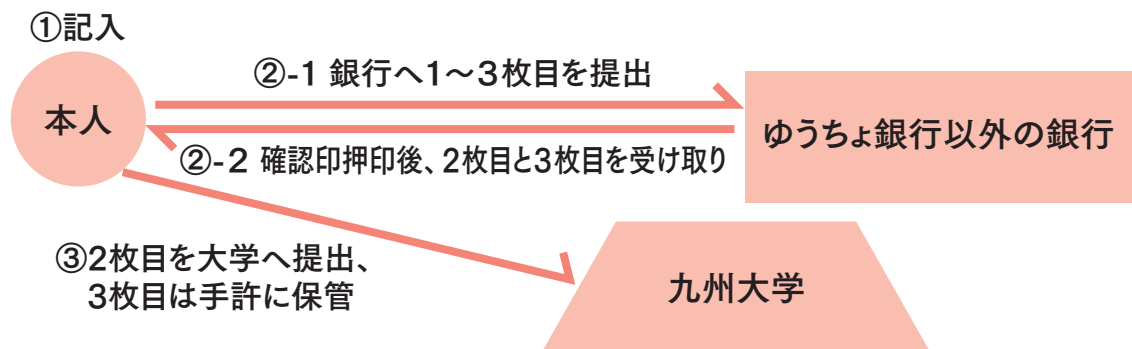 ①記入
本人
②-1 銀行へ1〜3枚目を提出
ゆうちょ銀行以外の銀行
②-2 確認印押印後、2枚目と3枚目を受け取り
③2枚目を大学へ提出、
3枚目は手許に保管
九州大学